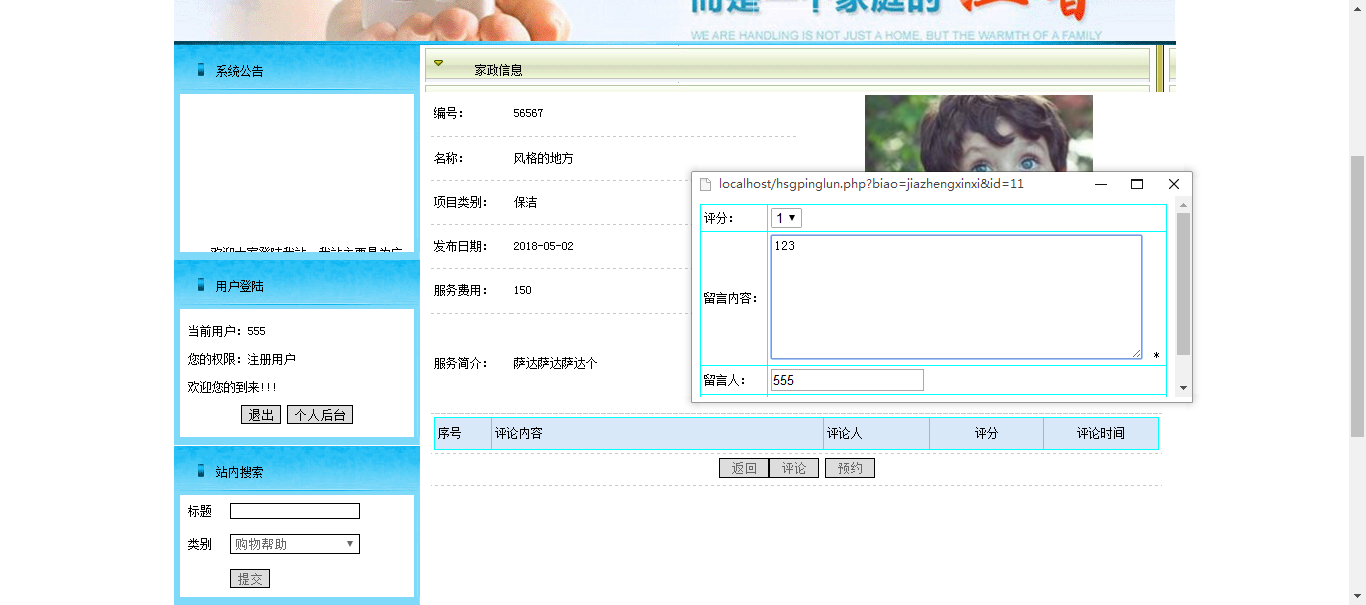 而是一个家庭的
WE ARE HANDLING IS NOT JUST A HOME, BUT THE WARMTH OF A FAMILY
系统公告
家政信息
编号: 56567
名称: 风格的地方
项目类别: 保洁
发布日期: 2018-05-02
服务费用: 150
服务简介: 萨达萨达萨达个
localhost/hsgpinglun.php?biao=jiazhengxinxi&id=11
评分: 1
留言内容: 123 *
留言人: 555
用户登陆
当前用户: 555
您的权限: 注册用户
欢迎您的到来!!!
退出 个人后台
序号 评论内容 评论人 评分 评论时间
返回 评论 预约
站内搜索
标题
类别 购物帮助
提交